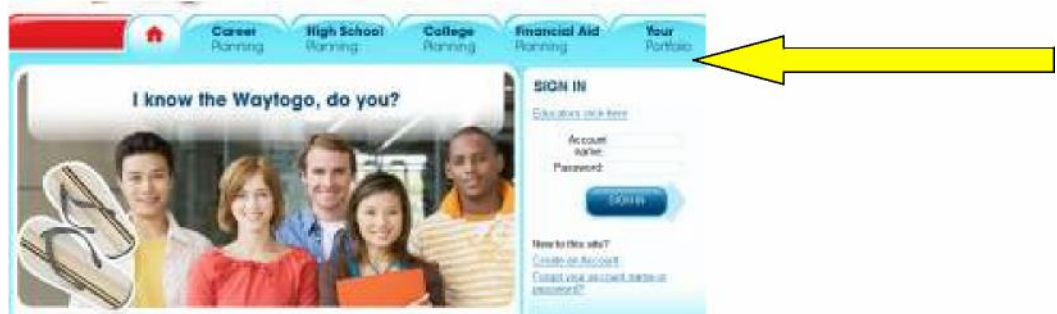 Career High School College Financial Aid Your
Planning Planning Planning Planning Portfolio
I know the Waytogo, do you?
SIGN IN
Educators click here
Account
name:
Password:
SIGN IN
New to this site?
Create an Account
Forgot your account name or
password?